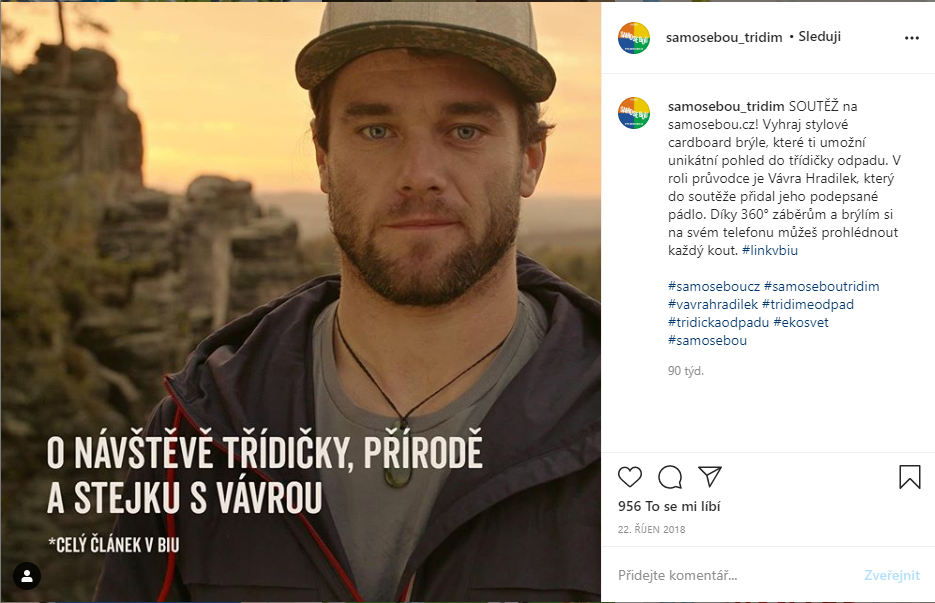 O NÁVŠTĚVĚ TŘÍDIČKY, PŘÍRODĚ
A STEJKU S VÁVROU
*CELÝ ČLÁNEK V BIU
samosebou_tridim • Sleduji
samosebou_tridim SOUTĚŽ na
samosebou.cz! Vyhraj stylové
cardboard brýle, které ti umožní
unikátní pohled do třídičky odpadu. V
roli průvodce je Vávra Hradilek, který
do soutěže přidal jeho podepsané
pádlo. Díky 360° záběrům a brýlím si
na svém telefonu můžeš prohlédnout
každý kout. #linkvbiu
#samoseboucz #samoseboutridim
#vavrahradilek #tridimeodpad
#tridickaodpadu #ekosvet
#samosebou
90 týd.
956 To se mi líbí
22. ŘÍJEN 2018
Přidejte komentář...
Zveřejnit